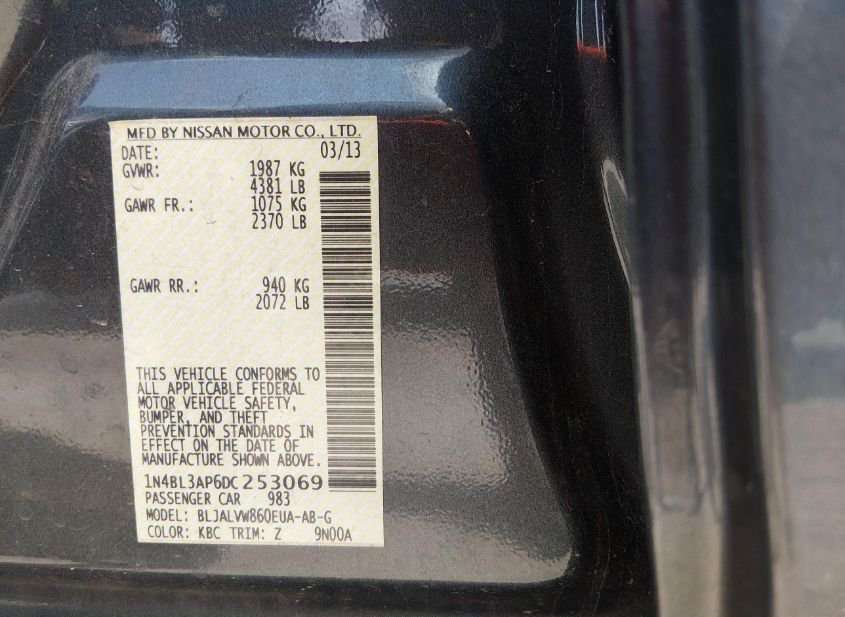 MFD BY NISSAN MOTOR CO., LTD.
DATE: 03/13
GVWR: 1987 KG
4381 LB
GAWR FR.: 1075 KG
2370 LB
GAWR RR.: 940 KG
2072 LB
THIS VEHICLE CONFORMS TO
ALL APPLICABLE FEDERAL
MOTOR VEHICLE SAFETY,
BUMPER, AND THEFT
PREVENTION STANDARDS IN
EFFECT ON THE DATE OF
MANUFACTURE SHOWN ABOVE.
1N4BL3AP6DC253069
PASSENGER CAR 983
MODEL: BLJALVW860EUA-AB-G
COLOR: KBC TRIM: Z 9N00A